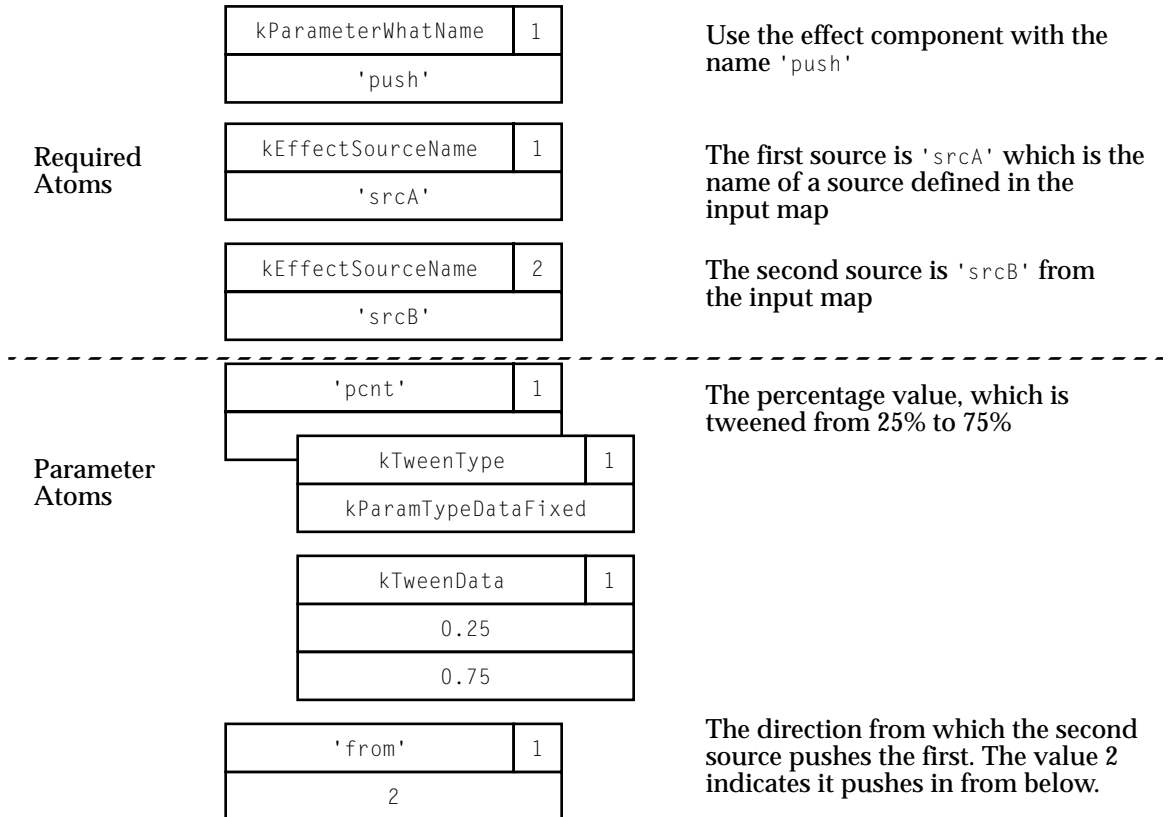 kParameterWhatName 1
'push'
Use the effect component with the
name 'push'
Required
Atoms
kEffectSourceName 1
'srcA'
The first source is 'srcA' which is the
name of a source defined in the
input map
kEffectSourceName 2
'srcB'
The second source is 'srcB' from
the input map
'pcnt' 1
The percentage value, which is
tweened from 25% to 75%
Parameter
Atoms
kTweenType 1
kParamTypeDataFixed
kTweenData 1
0.25
0.75
'from' 1
2
The direction from which the second
source pushes the first. The value 2
indicates it pushes in from below.